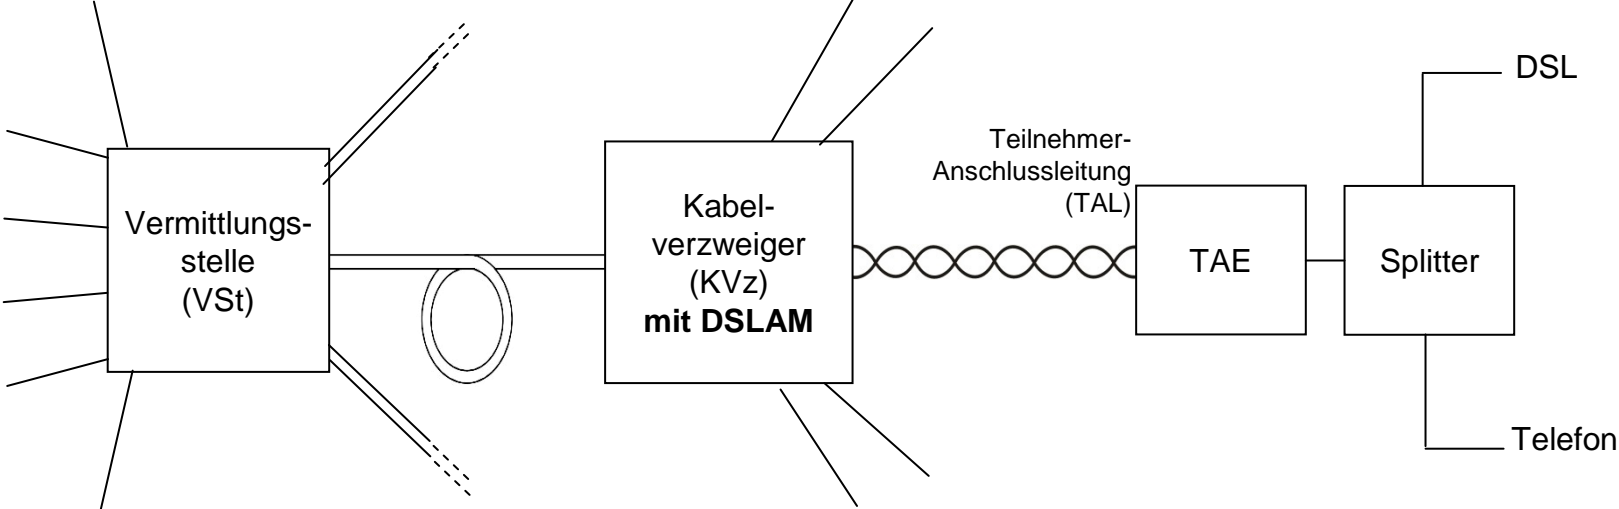 Vermittlungs-
stelle
(VSt)
Kabel-
verzweiger
(KVz)
mit DSLAM
Teilnehmer-
Anschlussleitung
(TAL)
TAE
Splitter
DSL
Telefon